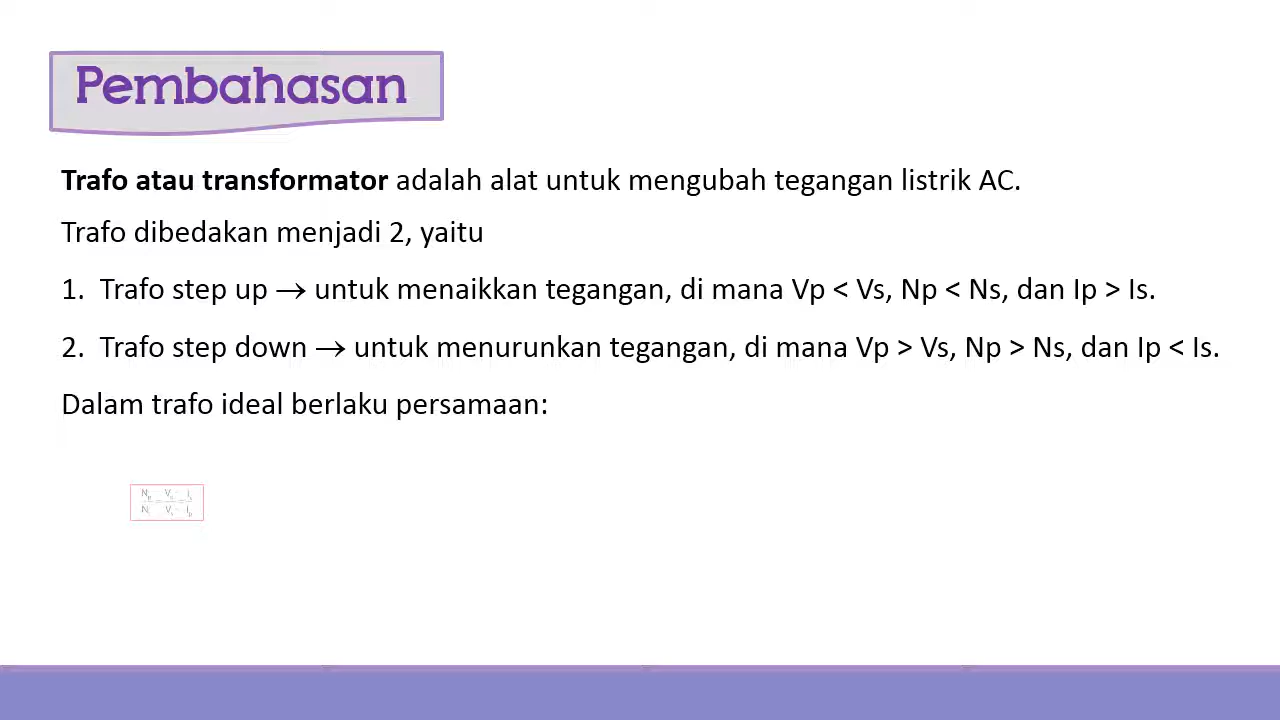 Pembahasan
Trafo atau transformator adalah alat untuk mengubah tegangan listrik AC.
Trafo dibedakan menjadi 2, yaitu
1. Trafo step up → untuk menaikkan tegangan, di mana Vp < Vs, Np < Ns, dan Ip > Is.
2. Trafo step down → untuk menurunkan tegangan, di mana Vp > Vs, Np > Ns, dan Ip < Is.
Dalam trafo ideal berlaku persamaan: